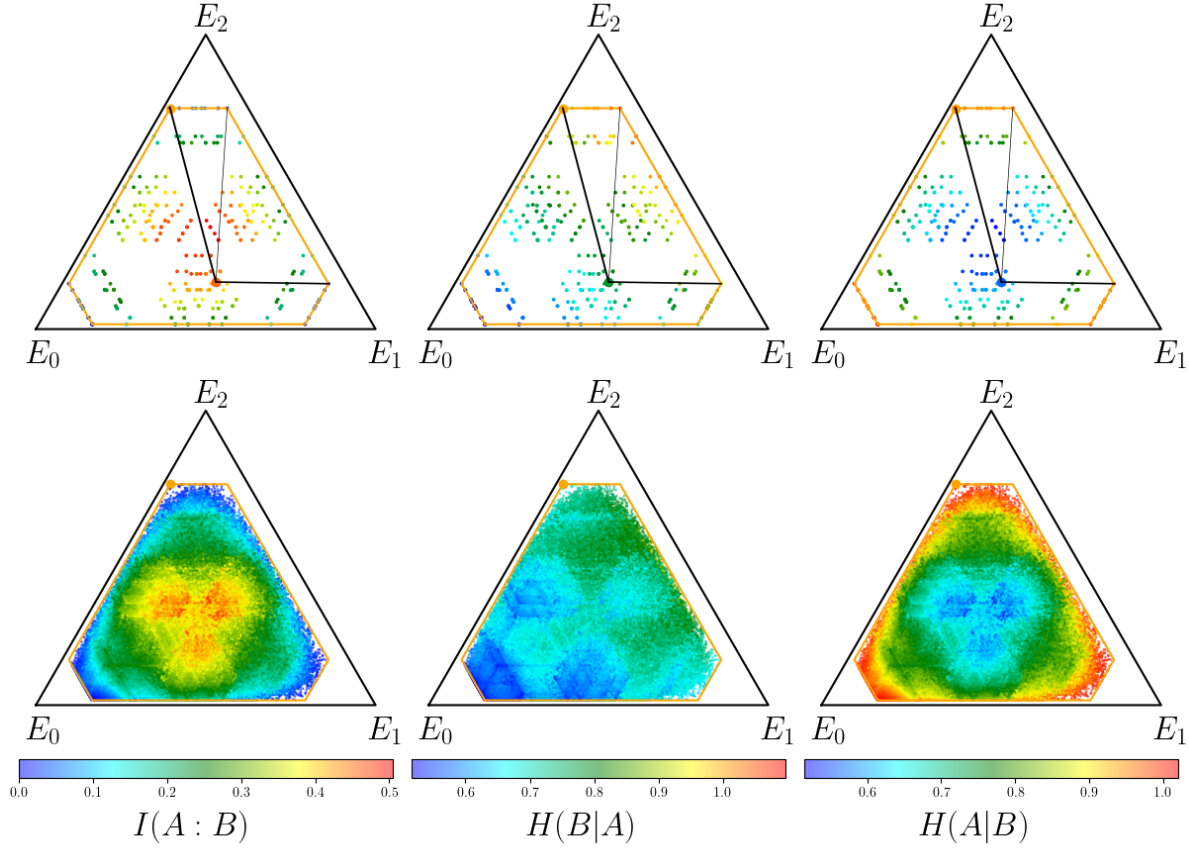 E₂ E₂ E₂
E₀ E₁ E₀ E₁ E₀ E₁
E₂ E₂ E₂
E₀ E₁ E₀ E₁ E₀ E₁
0.0 0.1 0.2 0.3 0.4 0.5 0.6 0.7 0.8 0.9 1.0 0.6 0.7 0.8 0.9 1.0
I(A : B) H(B|A) H(A|B)